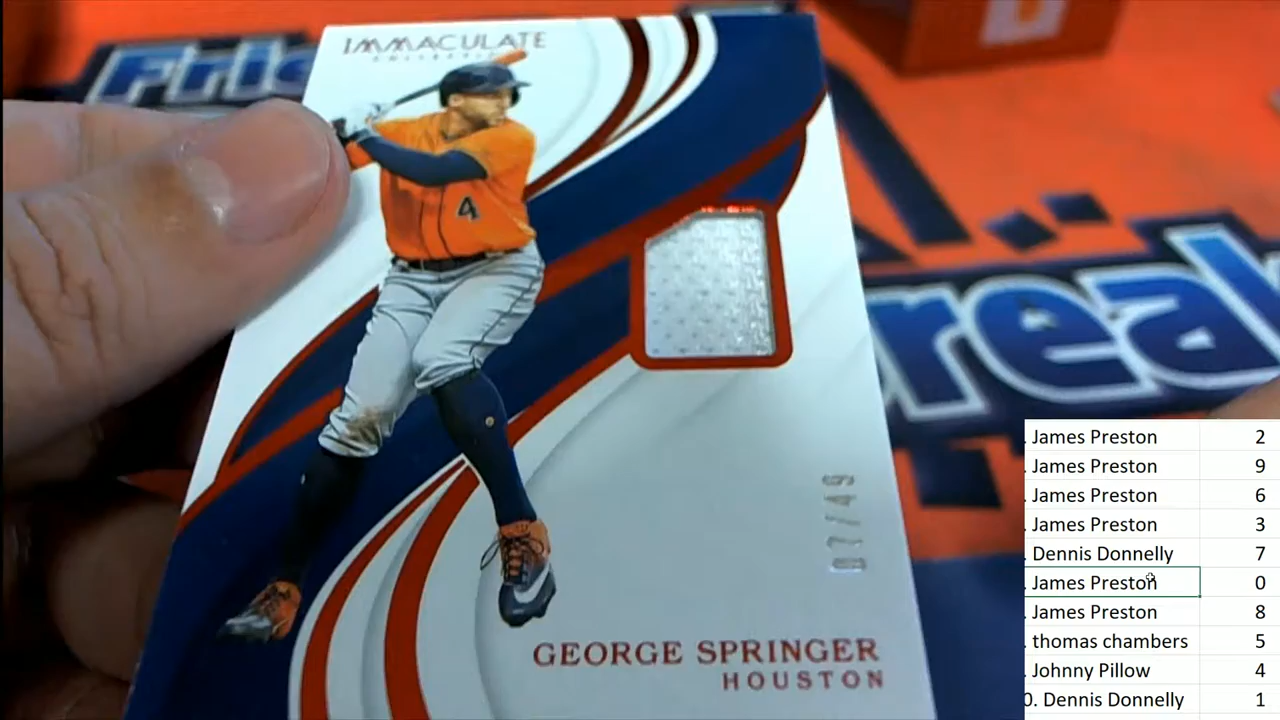 IMMACULATE
COLLECTION
4
07/49
GEORGE SPRINGER
HOUSTON
. James Preston 2
. James Preston 9
. James Preston 6
. James Preston 3
. Dennis Donnelly 7
. James Preston 0
. James Preston 8
. thomas chambers 5
. Johnny Pillow 4
0. Dennis Donnelly 1